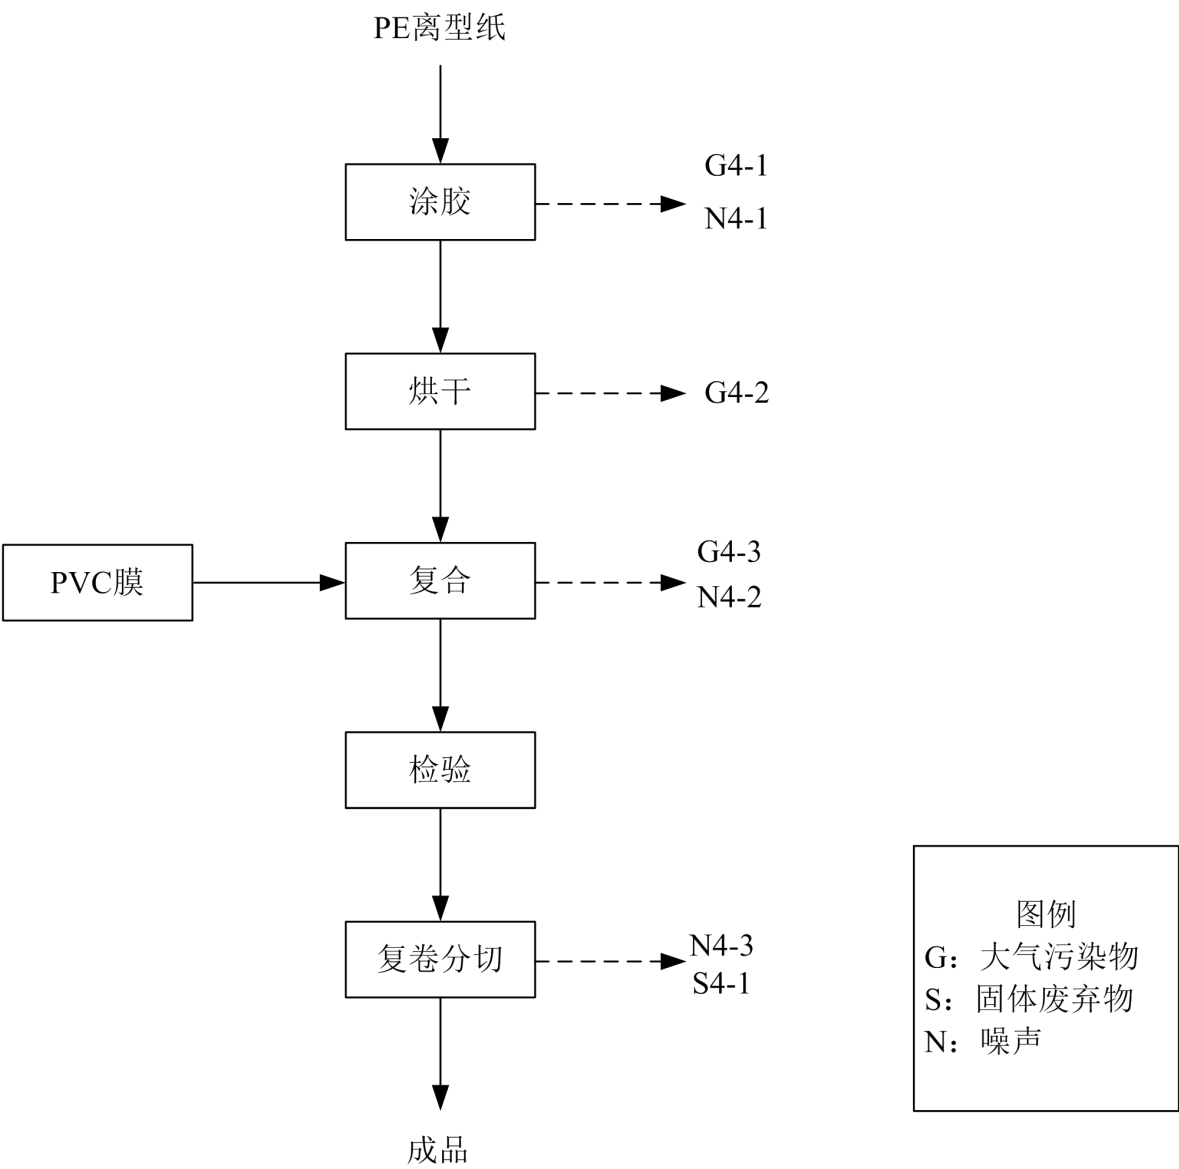 PE离型纸
涂胶
G4-1
N4-1
烘干
G4-2
PVC膜
复合
G4-3
N4-2
检验
复卷分切
N4-3
S4-1
成品
图例
G：大气污染物
S：固体废弃物
N：噪声